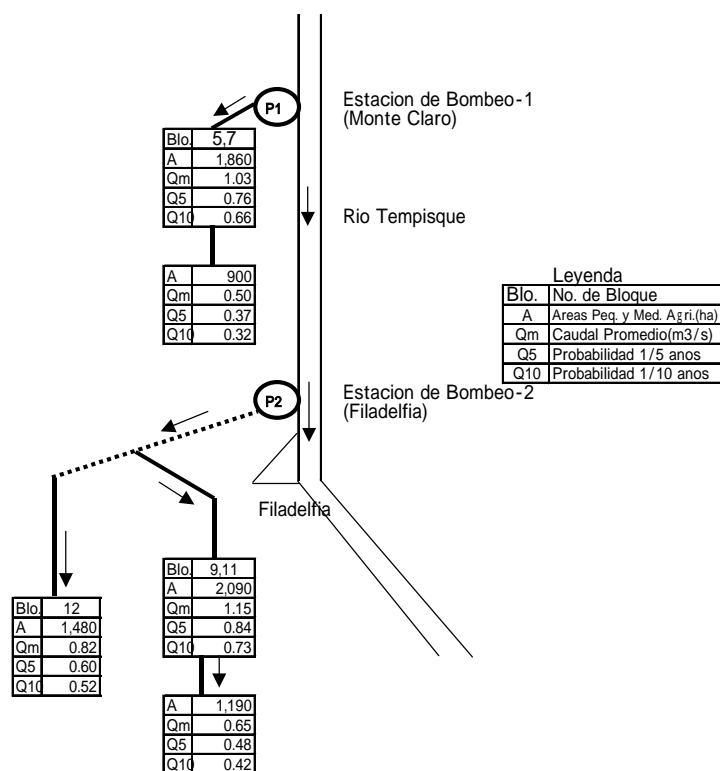 P1
Estacion de Bombeo-1
(Monte Claro)
Blo. 5,7
A 1,860
Qm 1.03
Q5 0.76
Q10 0.66
Rio Tempisque
A 900
Qm 0.50
Q5 0.37
Q10 0.32
Leyenda
Blo. No. de Bloque
A Areas Peq. y Med. Agri.(ha)
Qm Caudal Promedio(m3/s)
Q5 Probabilidad 1/5 anos
Q10 Probabilidad 1/10 anos
P2
Estacion de Bombeo-2
(Filadelfia)
Filadelfia
Blo. 9,11
A 2,090
Qm 1.15
Q5 0.84
Q10 0.73
Blo. 12
A 1,480
Qm 0.82
Q5 0.60
Q10 0.52
A 1,190
Qm 0.65
Q5 0.48
Q10 0.42